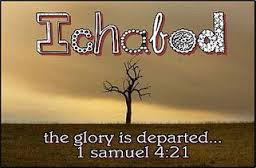 Ichabod
the glory is departed...
1 samuel 4:21